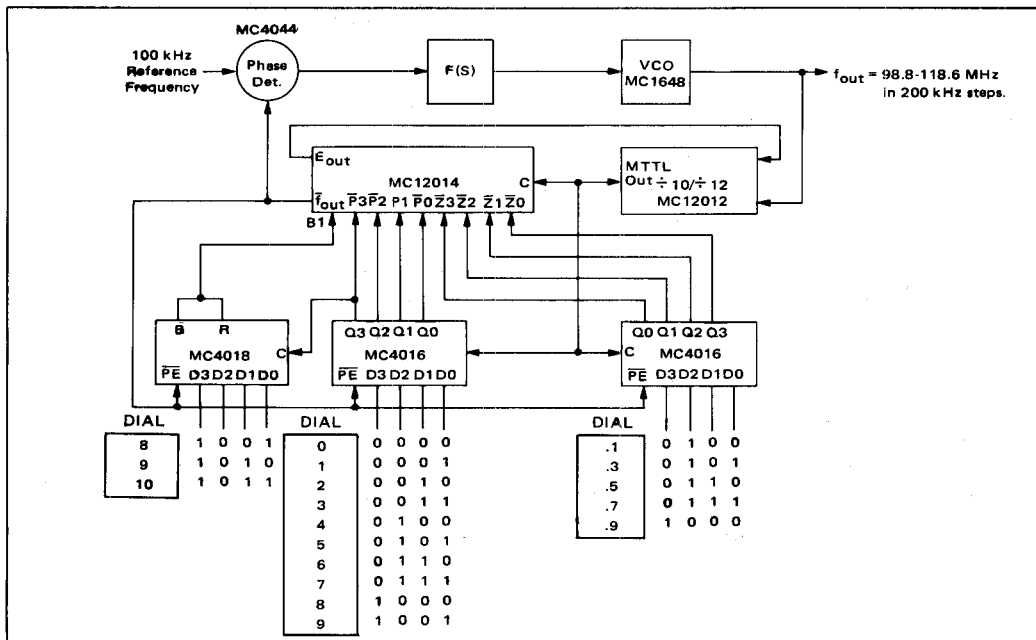 MC4044
100 kHz
Reference
Frequency
Phase
Det.
F(S)
VCO
MC1648
fout = 98.8-118.6 MHz
in 200 kHz steps.
Eout
MC12014
C
f̅out P̅3 P̅2 P1 P̅0 Z̅3 Z̅2 Z̅1 Z̅0
B1
MTTL
Out ÷ 10/÷ 12
MC12012
B R
MC4018
C
P̅E̅ D3 D2 D1 D0
Q3 Q2 Q1 Q0
MC4016
P̅E̅ D3 D2 D1 D0
Q0 Q1 Q2 Q3
C
MC4016
P̅E̅ D3 D2 D1 D0
DIAL
8 1 0 0 1
9 1 0 1 0
10 1 0 1 1
DIAL
0 0 0 0 0
1 0 0 0 1
2 0 0 1 0
3 0 0 1 1
4 0 1 0 0
5 0 1 0 1
6 0 1 1 0
7 0 1 1 1
8 1 0 0 0
9 1 0 0 1
DIAL
.1 0 1 0 0
.3 0 1 0 1
.5 0 1 1 0
.7 0 1 1 1
.9 1 0 0 0